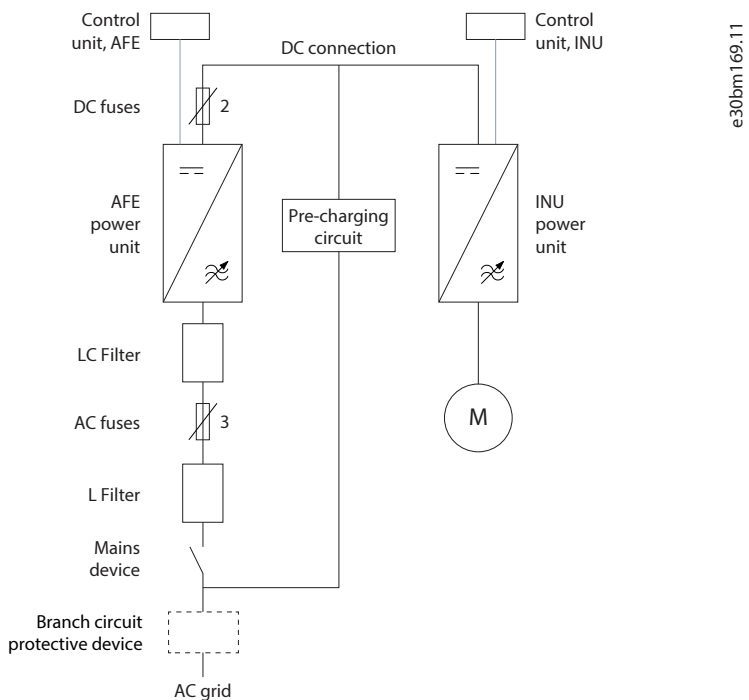 Control
unit, AFE
DC connection
Control
unit, INU
e30bm169.11
DC fuses
2
AFE
power
unit
Pre-charging
circuit
INU
power
unit
LC Filter
AC fuses
3
M
L Filter
Mains
device
Branch circuit
protective device
AC grid